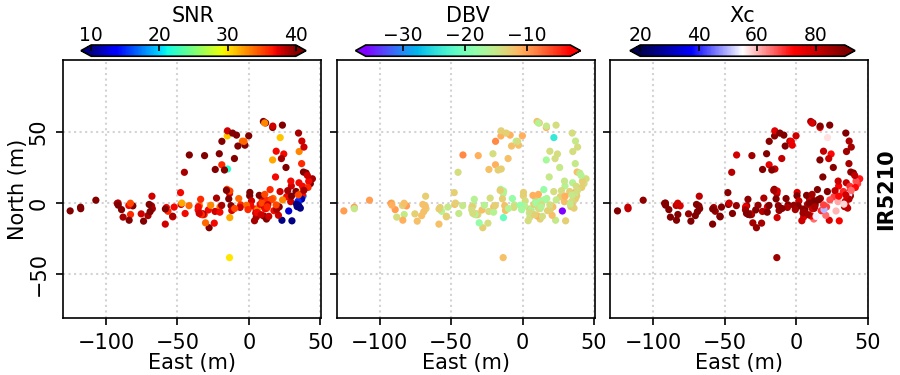 SNR DBV Xc
10 20 30 40 −30 −20 −10 20 40 60 80
50
0
−50
North (m)
IR5210
−100 −50 0 50 −100 −50 0 50 −100 −50 0 50
East (m) East (m) East (m)